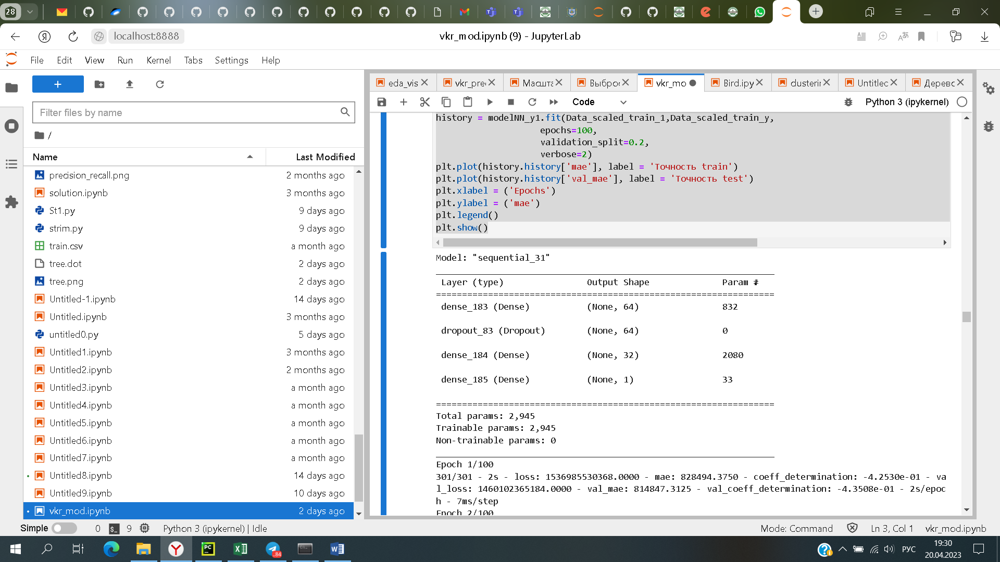 28
Я
localhost:8888
vkr_mod.ipynb (9) - JupyterLab
File Edit View Run Kernel Tabs Settings Help
Filter files by name
/
Name Last Modified
precision_recall.png 2 months ago
solution.ipynb 3 months ago
St1.py 9 days ago
strim.py 9 days ago
train.csv a month ago
tree.dot 2 days ago
tree.png 2 days ago
Untitled-1.ipynb 14 days ago
Untitled.ipynb 3 months ago
untitled0.py 5 days ago
Untitled1.ipynb 3 months ago
Untitled2.ipynb 2 months ago
Untitled3.ipynb a month ago
Untitled4.ipynb a month ago
Untitled5.ipynb a month ago
Untitled6.ipynb a month ago
Untitled7.ipynb a month ago
Untitled8.ipynb 14 days ago
Untitled9.ipynb 10 days ago
vkr_mod.ipynb 2 days ago
eda_vis vkr_pre Масшта Выбро vkr_mo Bird.ipy clusterin Untitled Дерево
Code Python 3 (ipykernel)
history = modelNN_y1.fit(Data_scaled_train_1,Data_scaled_train_y,
epochs=100,
validation_split=0.2,
verbose=2)
plt.plot(history.history['mae'], label = 'Точность train')
plt.plot(history.history['val_mae'], label = 'Точность test')
plt.xlabel = ('Epochs')
plt.ylabel = ('mae')
plt.legend()
plt.show()
Model: "sequential_31"
_________________________________________________________________
Layer (type) Output Shape Param #
=================================================================
dense_183 (Dense) (None, 64) 832
dropout_83 (Dropout) (None, 64) 0
dense_184 (Dense) (None, 32) 2080
dense_185 (Dense) (None, 1) 33
=================================================================
Total params: 2,945
Trainable params: 2,945
Non-trainable params: 0
_________________________________________________________________
Epoch 1/100
301/301 - 2s - loss: 1536985530368.0000 - mae: 828494.3750 - coeff_determination: -4.2530e-01 - va
l_loss: 1460102365184.0000 - val_mae: 814847.3125 - val_coeff_determination: -4.3508e-01 - 2s/epoc
h - 7ms/step
Epoch 2/100
Simple 0 9 Python 3 (ipykernel) | Idle Mode: Command Ln 3, Col 1 vkr_mod.ipynb
84
РУС
19:30
20.04.2023